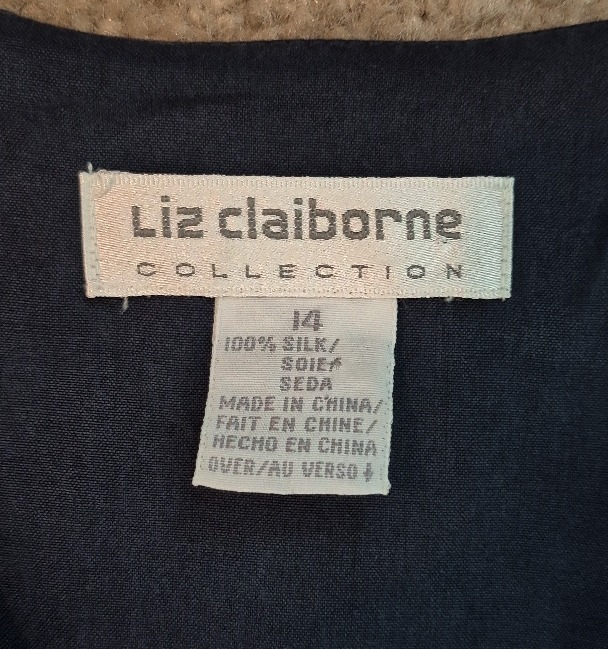 Liz claiborne
COLLECTION
14
100% SILK/
SOIE/
SEDA
MADE IN CHINA/
FAIT EN CHINE/
HECHO EN CHINA
OVER/AU VERSO ↓